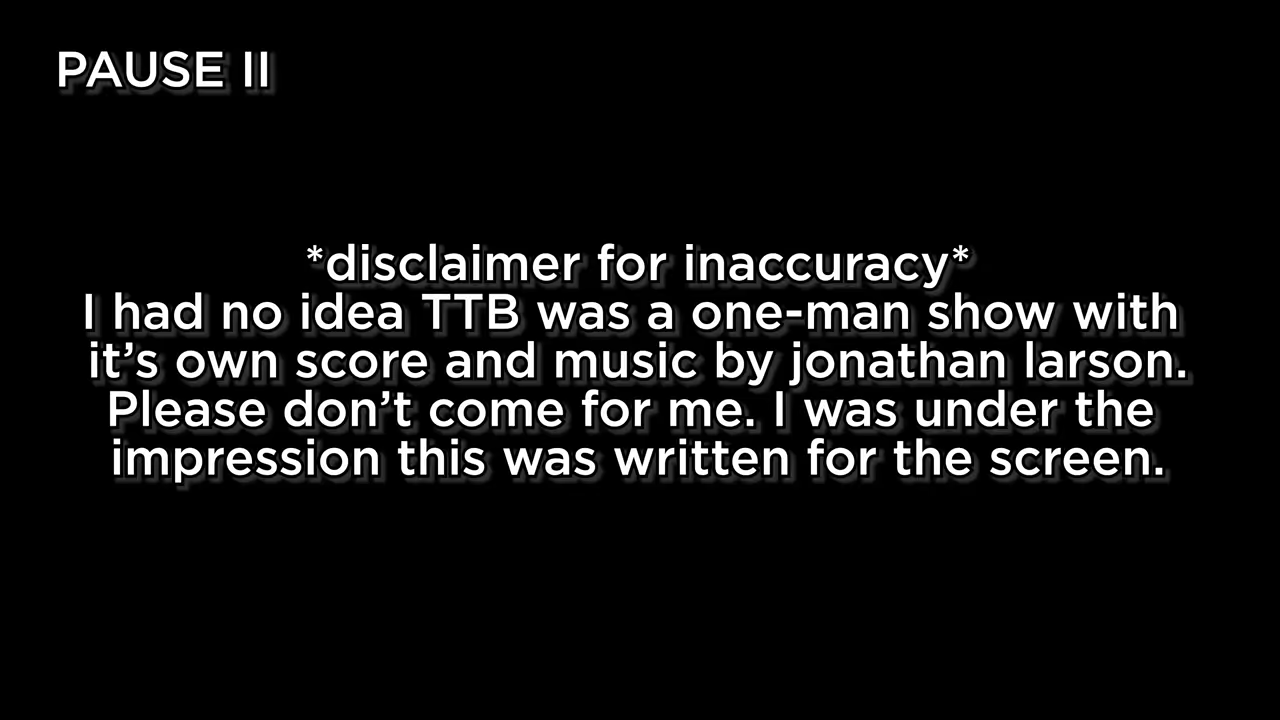 PAUSE II
*disclaimer for inaccuracy*
I had no idea TTB was a one-man show with
it’s own score and music by jonathan larson.
Please don’t come for me. I was under the
impression this was written for the screen.